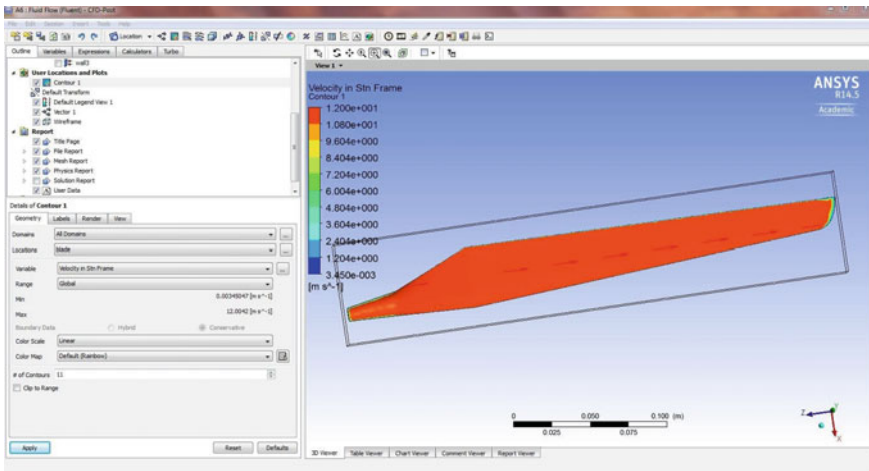 A6 : Fluid Flow (Fluent) - CFD-Post
File Edit Session Insert Tools Help
Location
Outline Variables Expressions Calculators Turbo
wall3
User Locations and Plots
Contour 1
Default Transform
Default Legend View 1
Vector 1
Wireframe
Report
Title Page
File Report
Mesh Report
Physics Report
Solution Report
User Data
Details of Contour 1
Geometry Labels Render View
Domains All Domains
Locations blade
Variable Velocity in Stn Frame
Range Global
Min 0.00345047 [m s^-1]
Max 12.0042 [m s^-1]
Boundary Data Hybrid Conservative
Color Scale Linear
Color Map Default (Rainbow)
# of Contours 11
Clip to Range
Apply Reset Defaults
View 1
Velocity in Stn Frame
Contour 1
1.200e+001
1.080e+001
9.604e+000
8.404e+000
7.204e+000
6.004e+000
4.804e+000
3.604e+000
2.404e+000
1.204e+000
3.450e-003
[m s^-1]
ANSYS
R14.5
Academic
0 0.050 0.100 (m)
0.025 0.075
Z Y X
3D Viewer Table Viewer Chart Viewer Comment Viewer Report Viewer